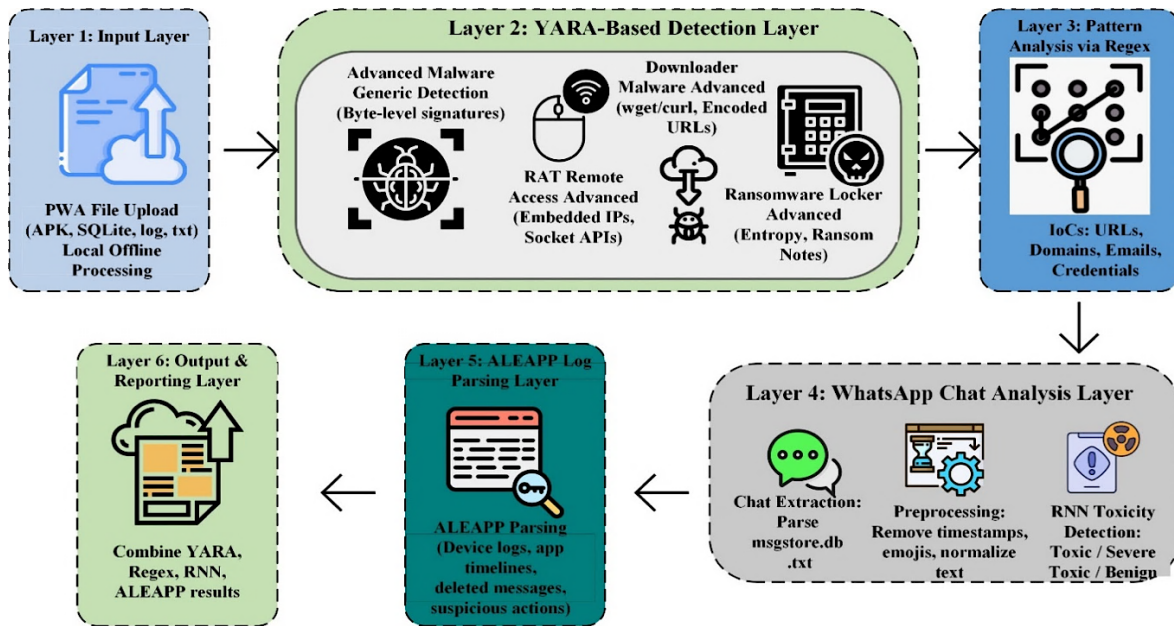 Layer 1: Input Layer
PWA File Upload
(APK, SQLite, log, txt)
Local Offline
Processing
Layer 2: YARA-Based Detection Layer
Advanced Malware
Generic Detection
(Byte-level signatures)
RAT Remote
Access Advanced
(Embedded IPs,
Socket APIs)
Downloader
Malware Advanced
(wget/curl, Encoded
URLs)
Ransomware Locker
Advanced
(Entropy, Ransom
Notes)
Layer 3: Pattern
Analysis via Regex
IoCs: URLs,
Domains, Emails,
Credentials
Layer 4: WhatsApp Chat Analysis Layer
Chat Extraction:
Parse
msgstore.db
.txt
Preprocessing:
Remove timestamps,
emojis, normalize
text
RNN Toxicity
Detection:
Toxic / Severe
Toxic / Benign
Layer 5: ALEAPP Log
Parsing Layer
ALEAPP Parsing
(Device logs, app
timelines,
deleted messages,
suspicious actions)
Layer 6: Output &
Reporting Layer
Combine YARA,
Regex, RNN,
ALEAPP results